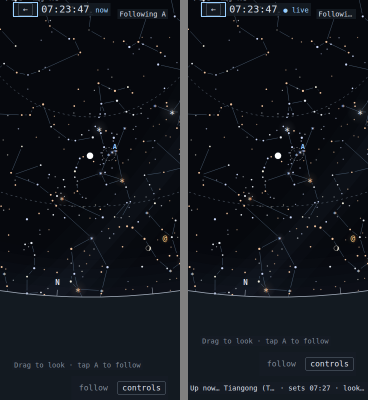 ← 07:23:47 now Following A
A
@
N
Drag to look · tap A to follow
follow controls
← 07:23:47 ● live Followi…
A
@
N
Drag to look · tap A to follow
follow controls
Up now… Tiangong (T… · sets 07:27 · look…